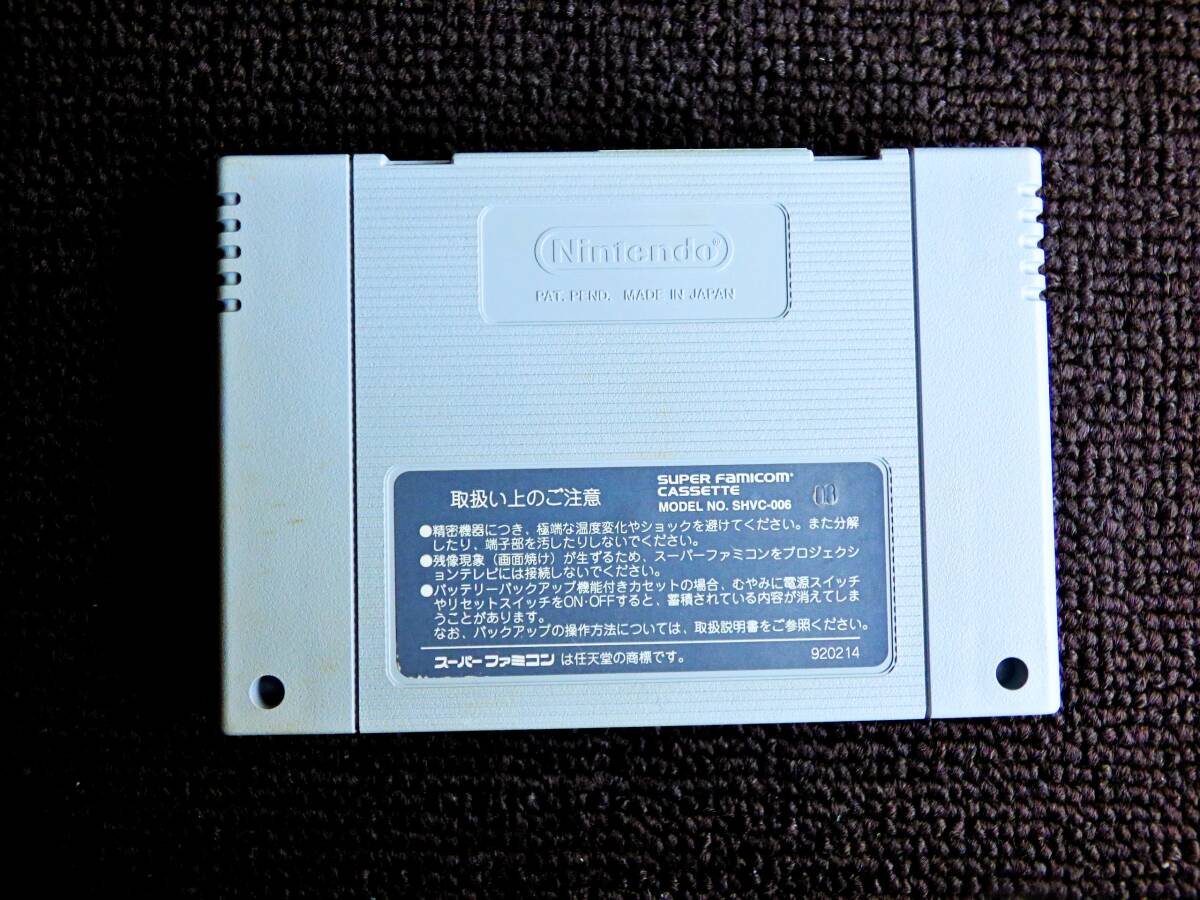 Nintendo®
PAT. PEND. MADE IN JAPAN
取扱い上のご注意
SUPER FAMICOM®
CASSETTE
MODEL NO. SHVC-006
●精密機器につき、極端な温度変化やショックを避けてください。また分解
したり、端子部を汚したりしないでください。
●残像現象（画面焼け）が生ずるため、スーパーファミコンをプロジェクシ
ョンテレビには接続しないでください。
●バッテリーバックアップ機能付きカセットの場合、むやみに電源スイッチ
やリセットスイッチをON・OFFすると、蓄積されている内容が消えてしま
うことがあります。
なお、バックアップの操作方法については、取扱説明書をご参照ください。
スーパーファミコンは任天堂の商標です。
920214